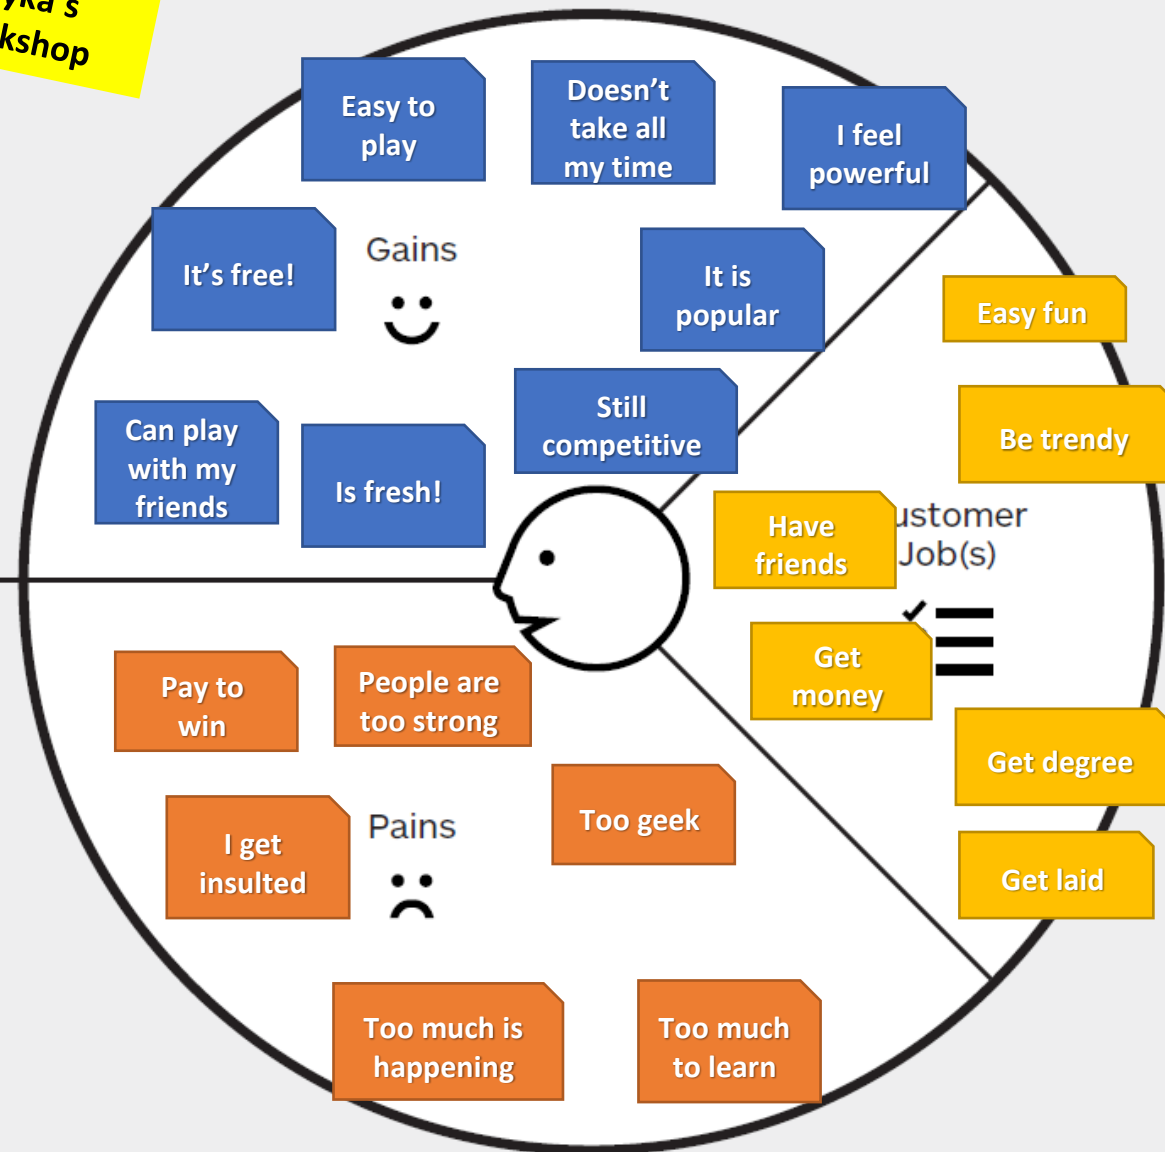 kshop
Easy to
play
Doesn't
take all
my time
I feel
powerful
It's free!
Gains
It is
popular
Easy fun
Can play
with my
friends
Is fresh!
Still
competitive
Be trendy
Have
friends
ustomer
Job(s)
Get
money
Pay to
win
People are
too strong
Get degree
I get
insulted
Pains
Too geek
Get laid
Too much is
happening
Too much
to learn